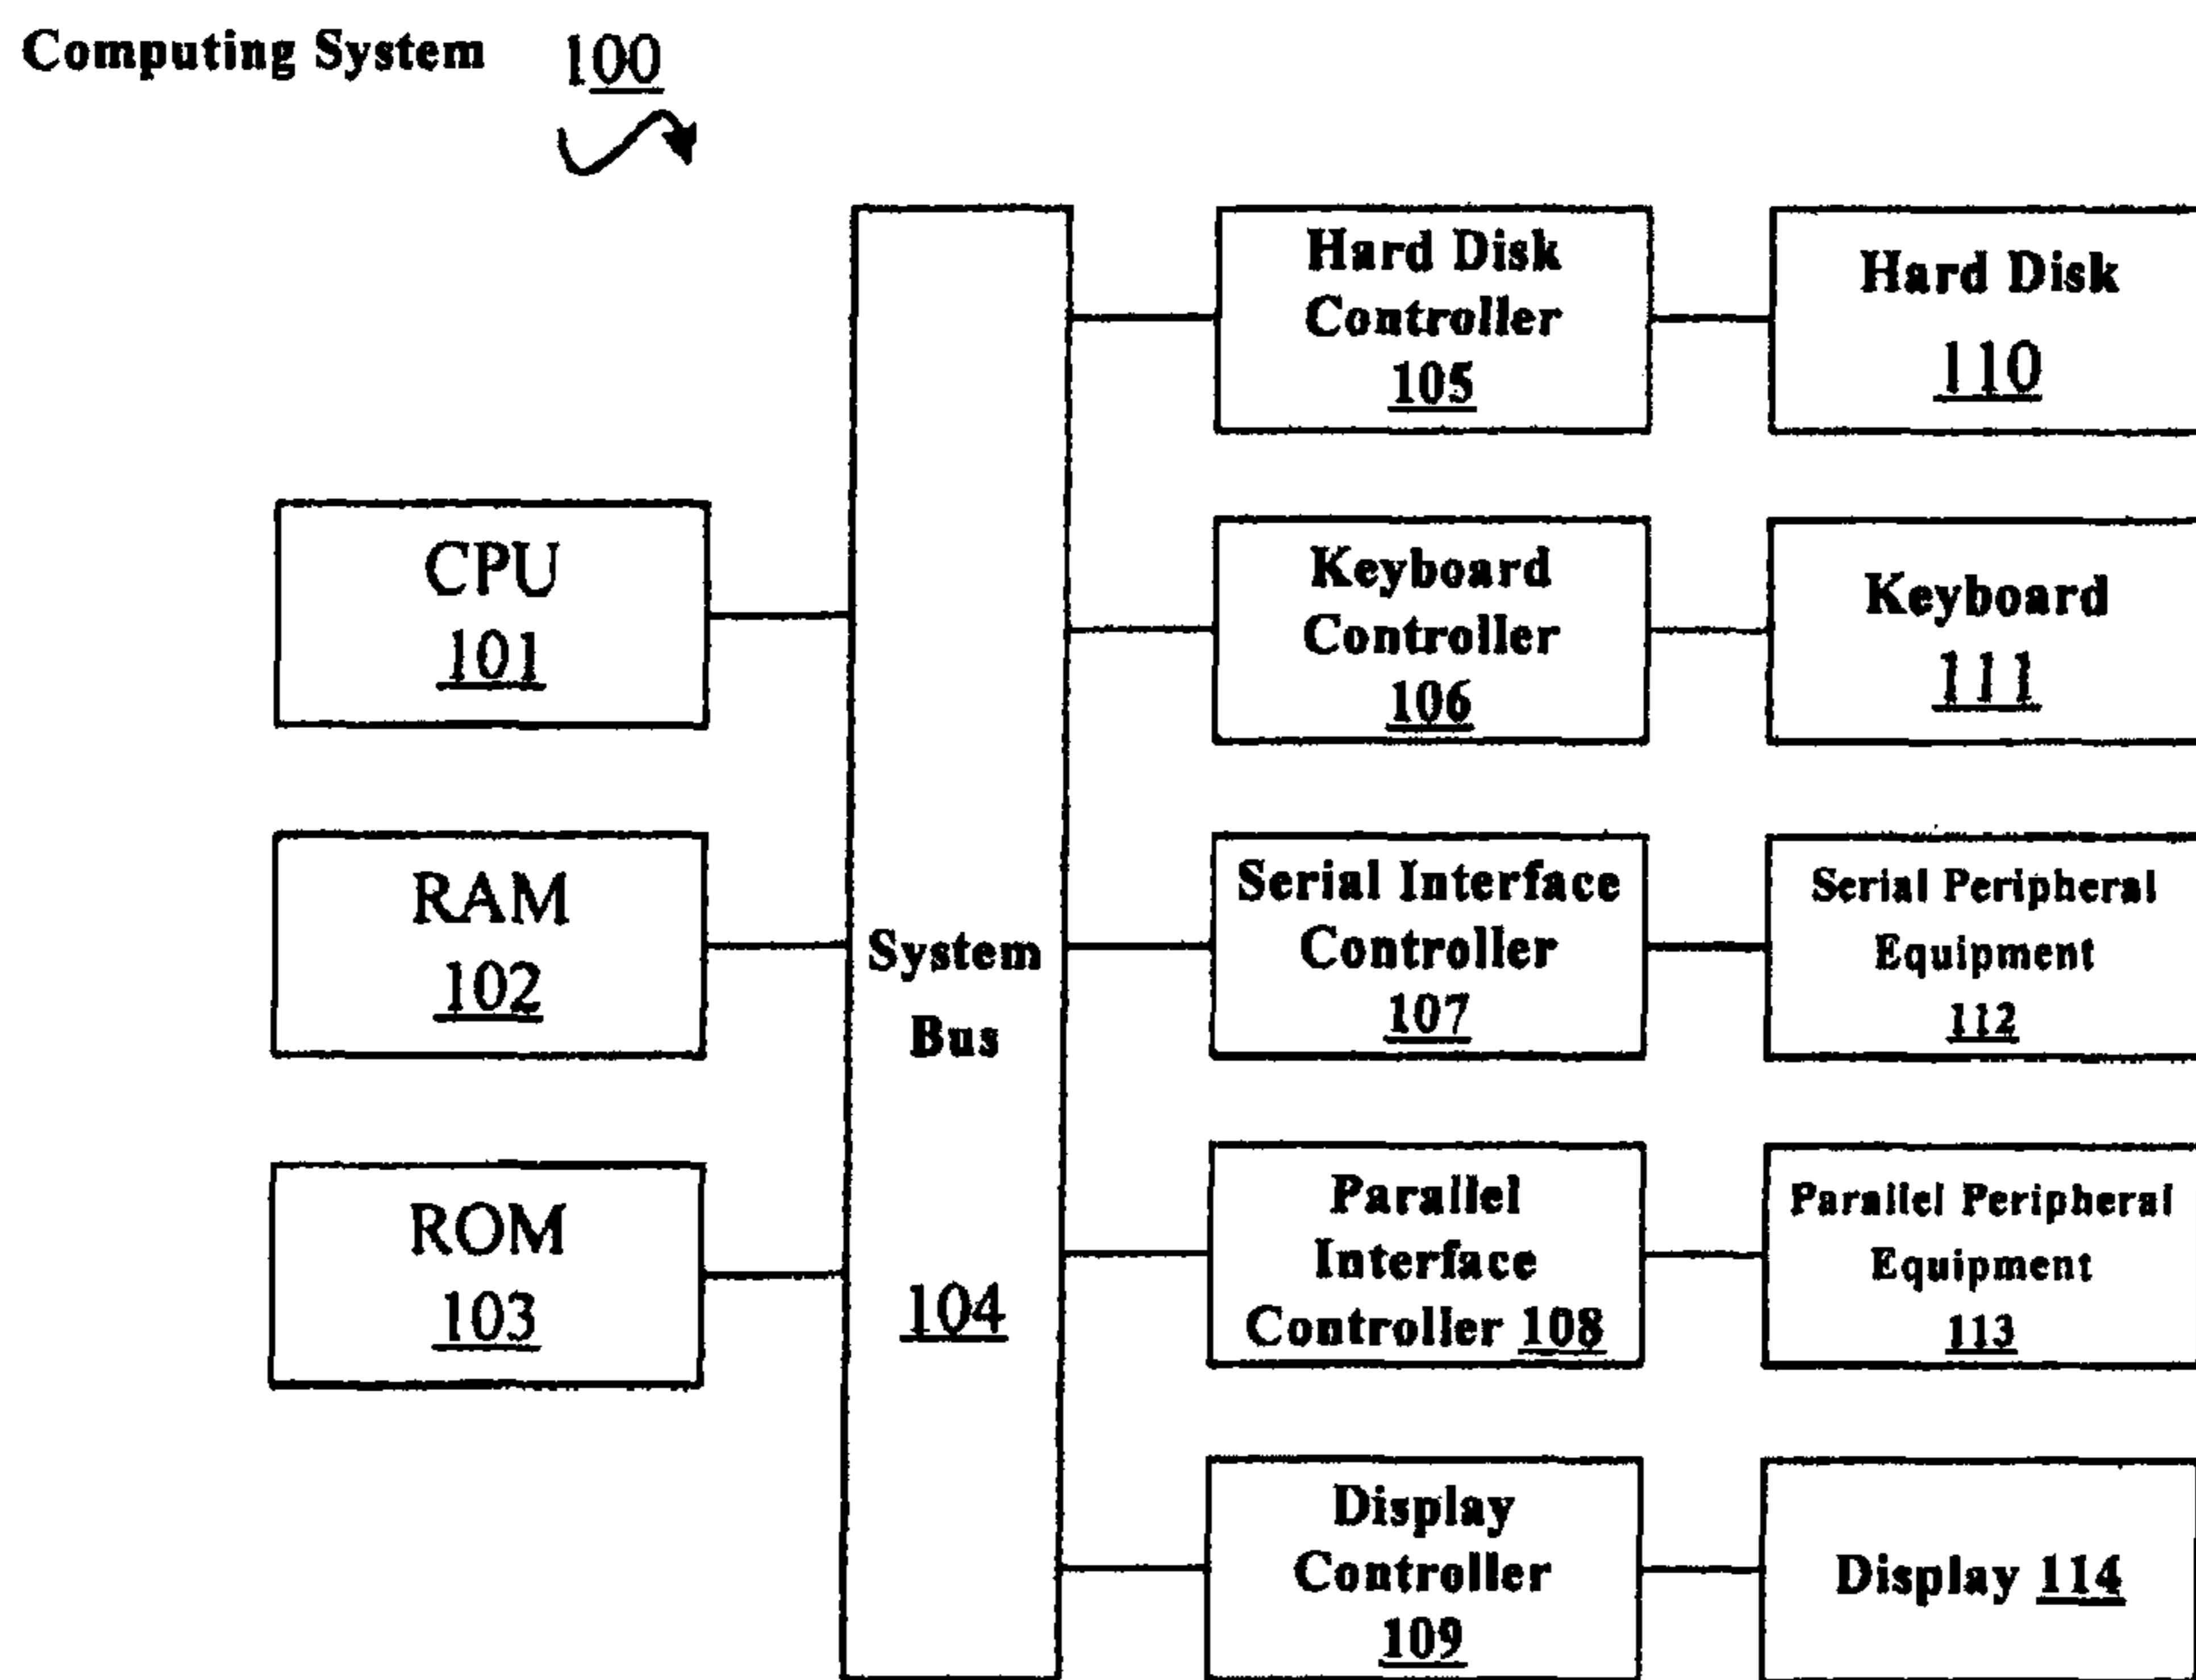 Computing System 100
Hard Disk
Controller
105
Hard Disk
110
CPU
101
Keyboard
Controller
106
Keyboard
111
RAM
102
System
Bus
104
Serial Interface
Controller
107
Serial Peripheral
Equipment
112
ROM
103
Parallel
Interface
Controller 108
Parallel Peripheral
Equipment
113
Display
Controller
109
Display 114